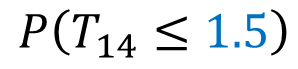 P(T₁₄ ≤ 1.5)